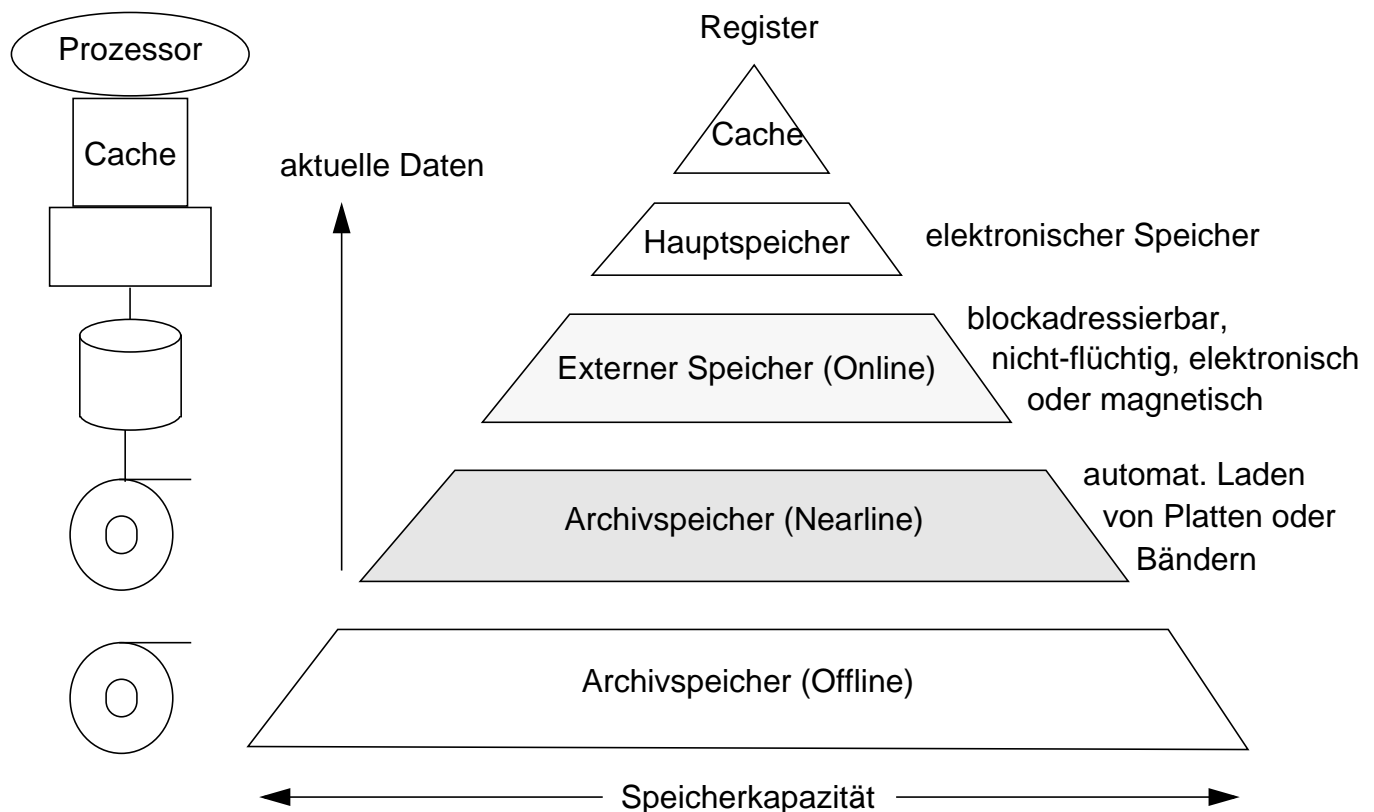 Prozessor
Register
Cache
Cache
aktuelle Daten
Hauptspeicher
elektronischer Speicher
Externer Speicher (Online)
blockadressierbar,
nicht-flüchtig, elektronisch
oder magnetisch
Archivspeicher (Nearline)
automat. Laden
von Platten oder
Bändern
Archivspeicher (Offline)
Speicherkapazität